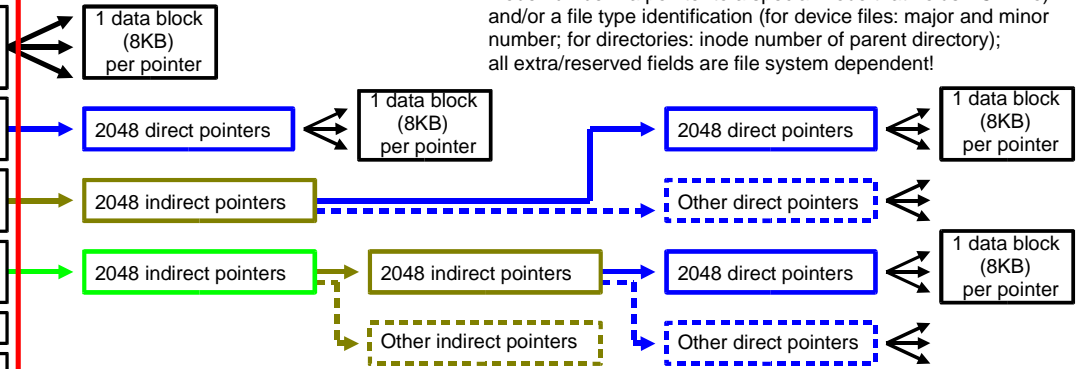 1 data block
(8KB)
per pointer
and/or a file type identification (for device files: major and minor
number; for directories: inode number of parent directory);
all extra/reserved fields are file system dependent!
2048 direct pointers
1 data block
(8KB)
per pointer
2048 direct pointers
1 data block
(8KB)
per pointer
2048 indirect pointers
Other direct pointers
2048 indirect pointers
2048 indirect pointers
2048 direct pointers
1 data block
(8KB)
per pointer
Other indirect pointers
Other direct pointers